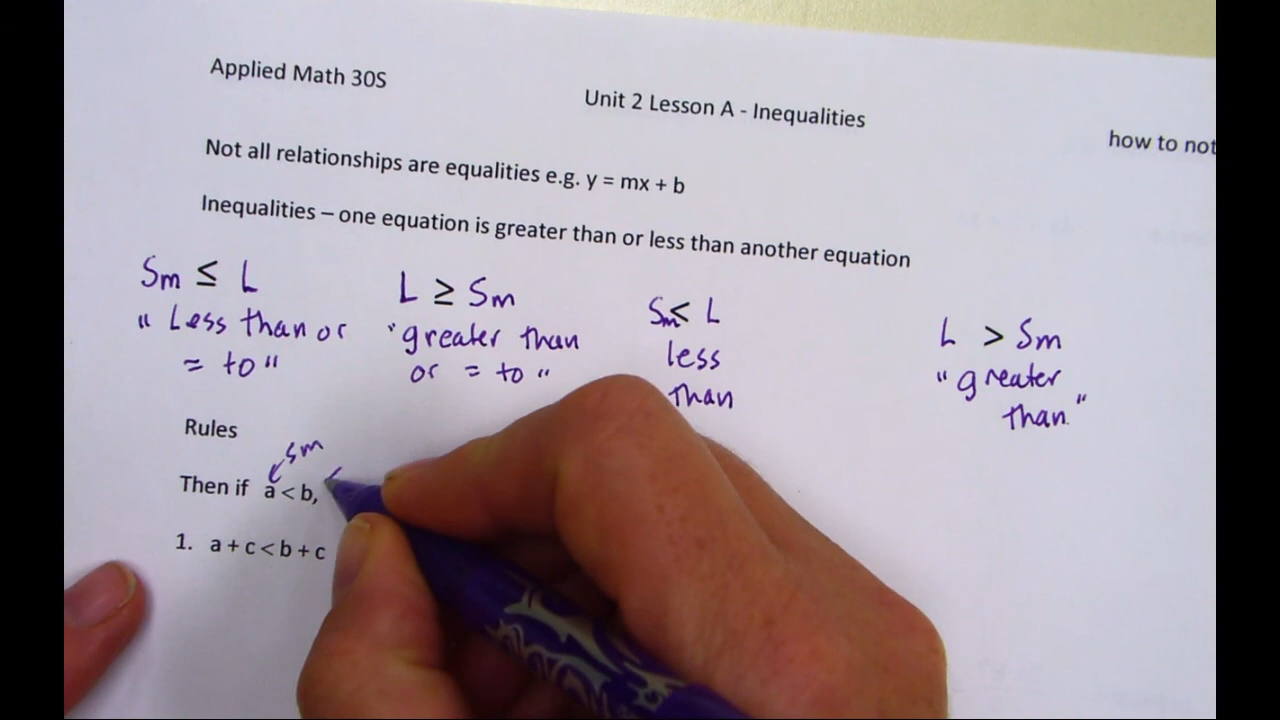 Applied Math 30S
Unit 2 Lesson A - Inequalities
how to not
Not all relationships are equalities e.g. y = mx + b
Inequalities – one equation is greater than or less than another equation
Sm ≤ L
L ≥ Sm
Sm < L
L > Sm
" Less than or
= to "
" greater than
or = to "
less
than
" greater
than "
Rules
Sm
Then if a < b,
1. a + c < b + c